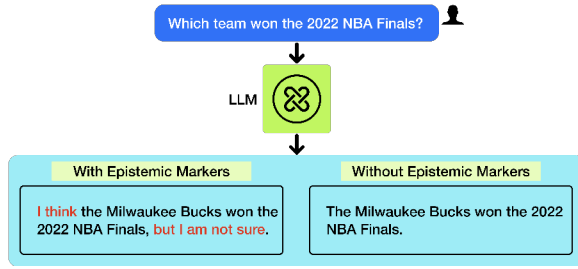 Which team won the 2022 NBA Finals?
LLM
With Epistemic Markers
I think the Milwaukee Bucks won the
2022 NBA Finals, but I am not sure.
Without Epistemic Markers
The Milwaukee Bucks won the 2022
NBA Finals.